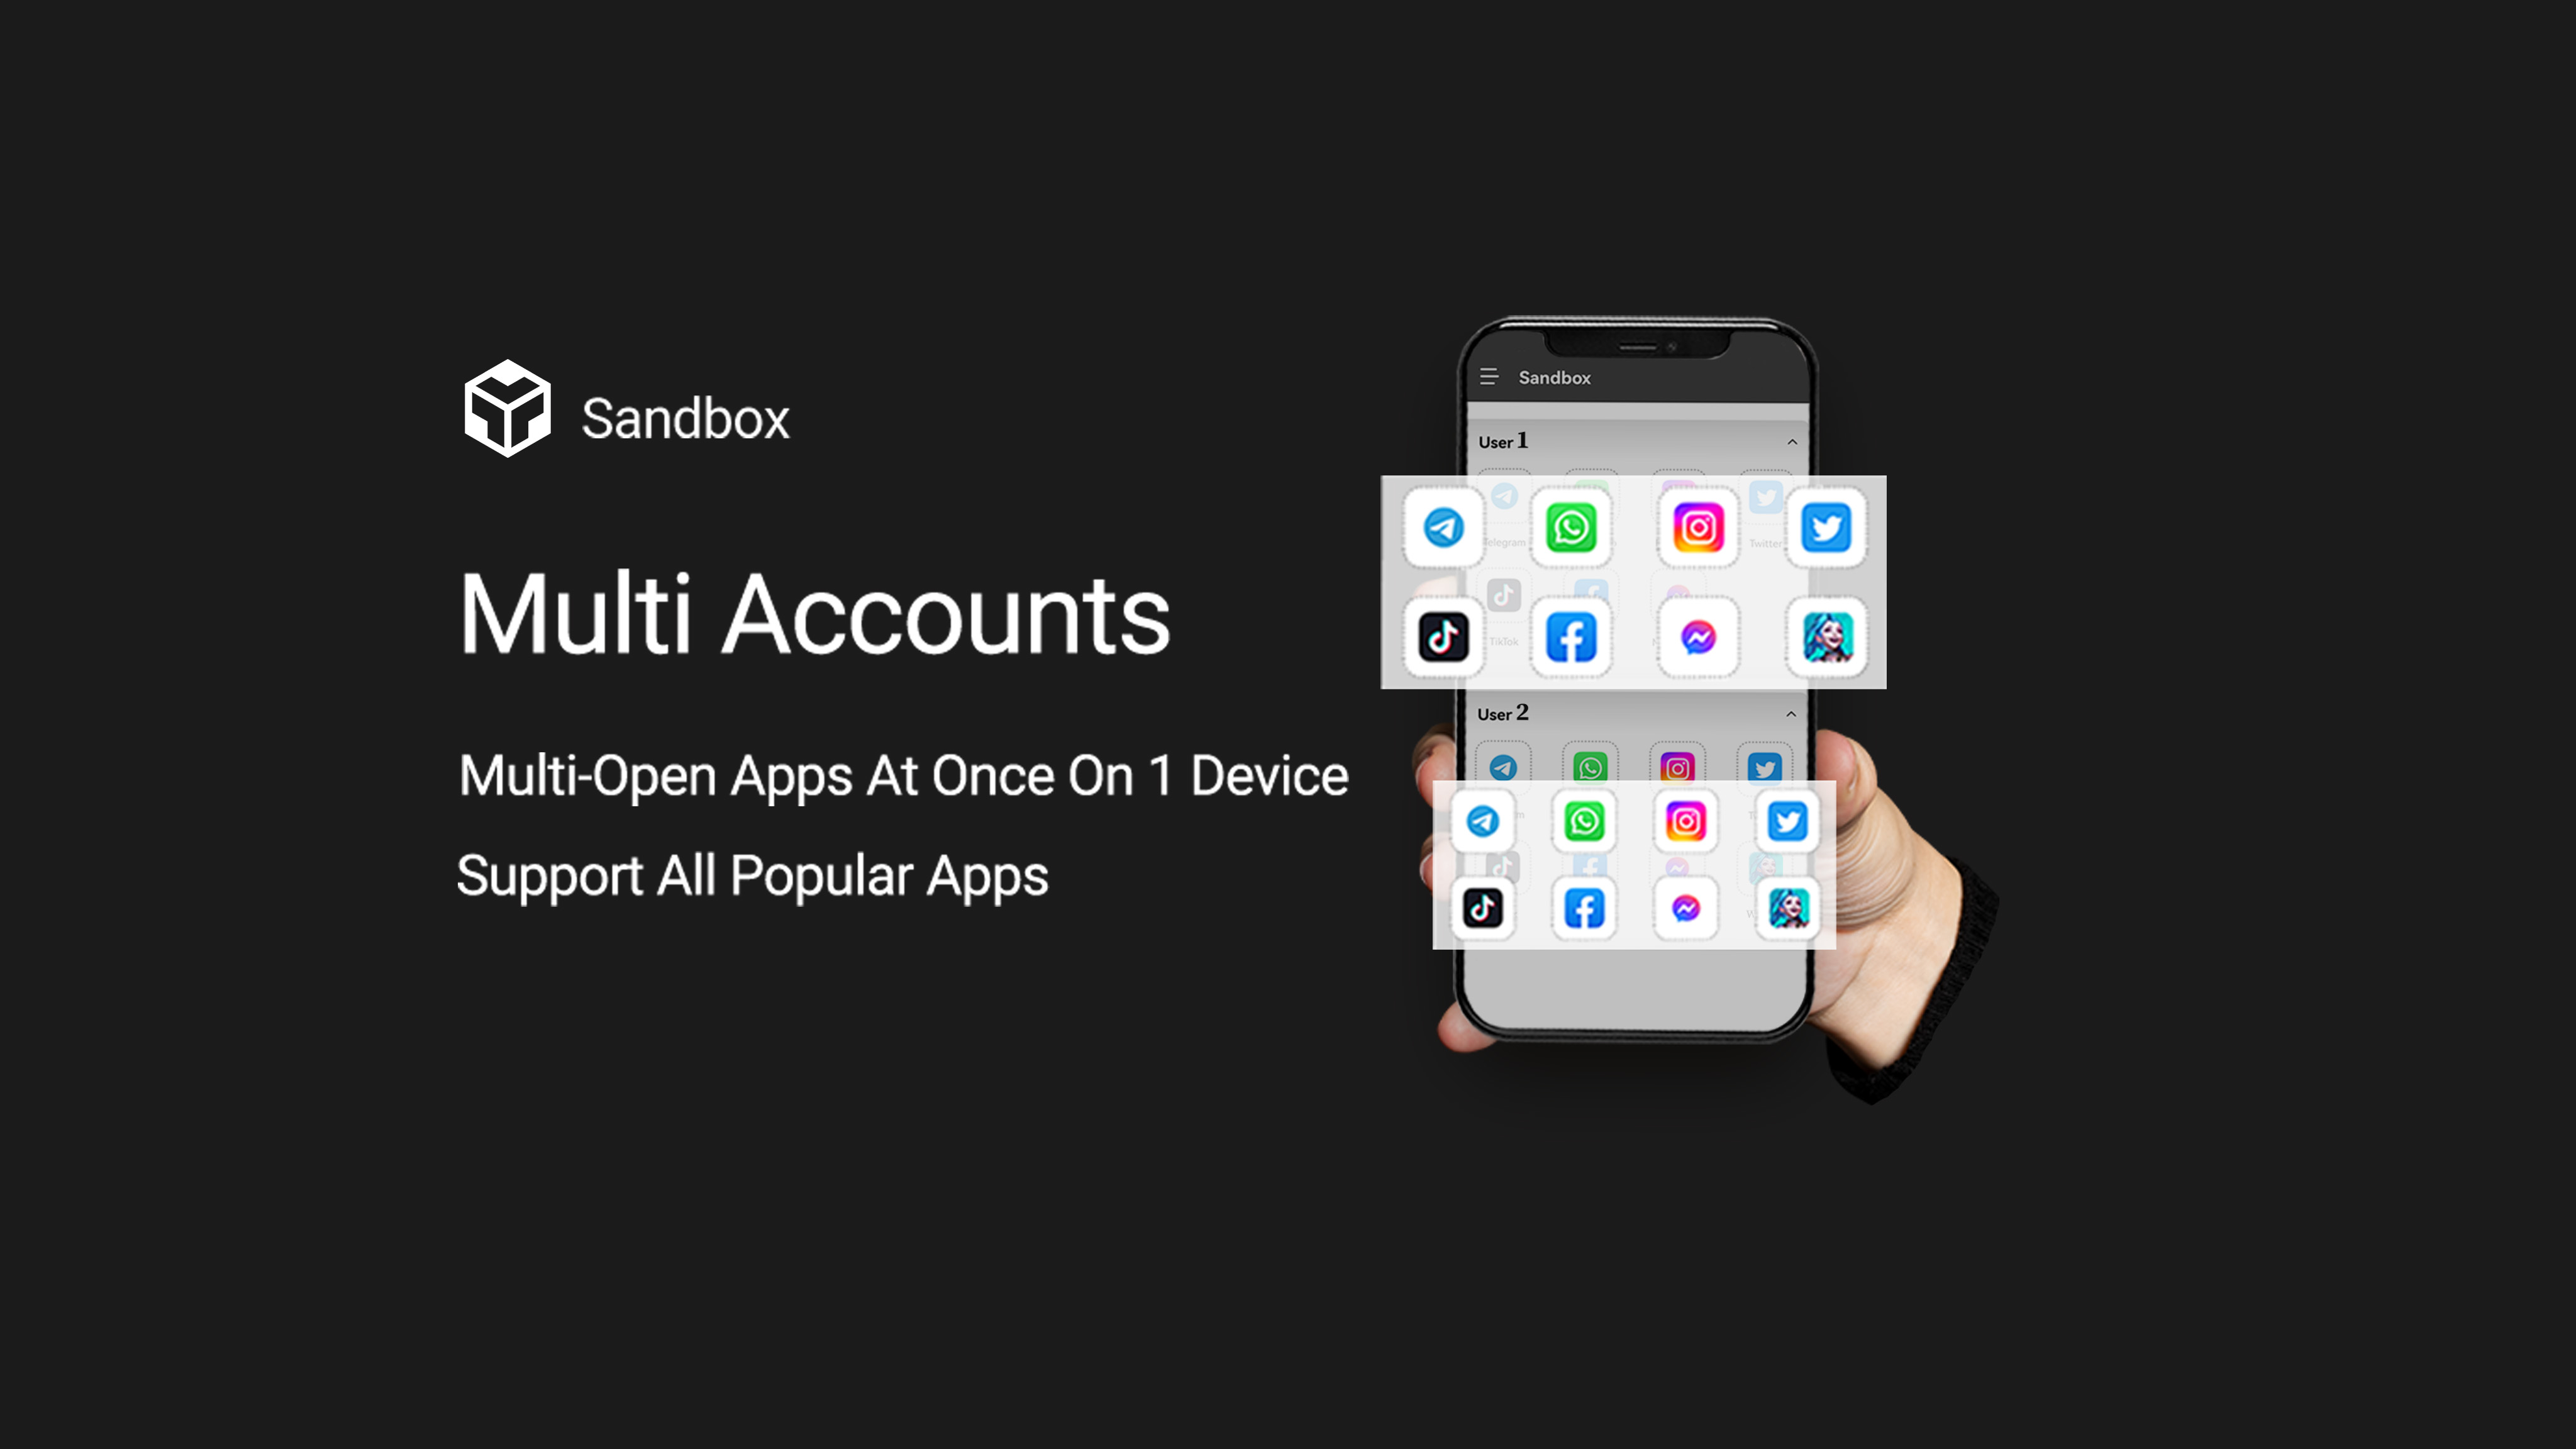 Sandbox
Multi Accounts
Multi-Open Apps At Once On 1 Device
Support All Popular Apps
Sandbox
User 1
Telegram
Twitter
TikTok
User 2